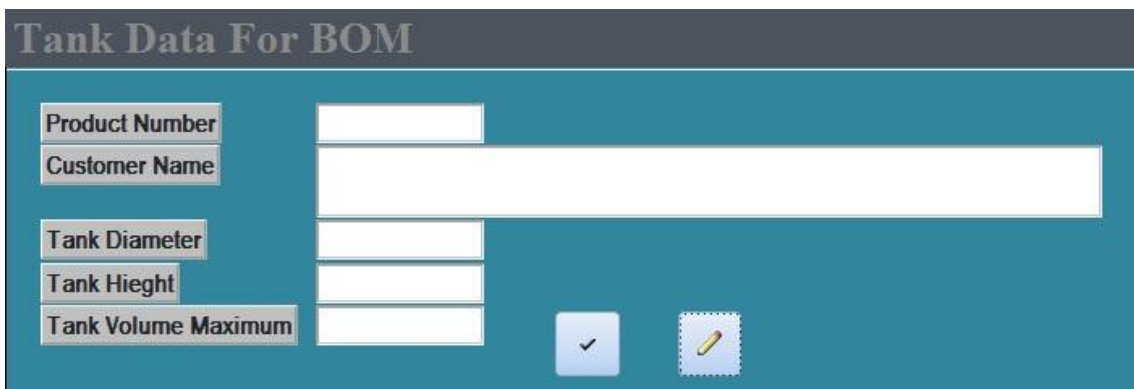 Tank Data For BOM
Product Number
Customer Name
Tank Diameter
Tank Hieght
Tank Volume Maximum